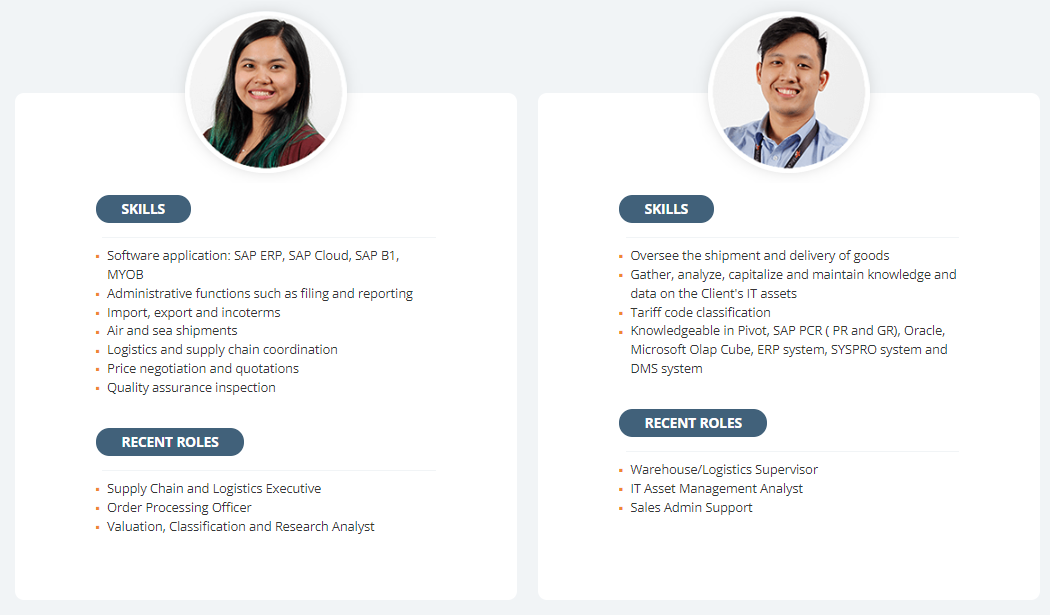 SKILLS
Software application: SAP ERP, SAP Cloud, SAP B1,
MYOB
Administrative functions such as filing and reporting
Import, export and incoterms
Air and sea shipments
Logistics and supply chain coordination
Price negotiation and quotations
Quality assurance inspection
RECENT ROLES
Supply Chain and Logistics Executive
Order Processing Officer
Valuation, Classification and Research Analyst
SKILLS
Oversee the shipment and delivery of goods
Gather, analyze, capitalize and maintain knowledge and
data on the Client's IT assets
Tariff code classification
Knowledgeable in Pivot, SAP PCR ( PR and GR), Oracle,
Microsoft Olap Cube, ERP system, SYSPRO system and
DMS system
RECENT ROLES
Warehouse/Logistics Supervisor
IT Asset Management Analyst
Sales Admin Support